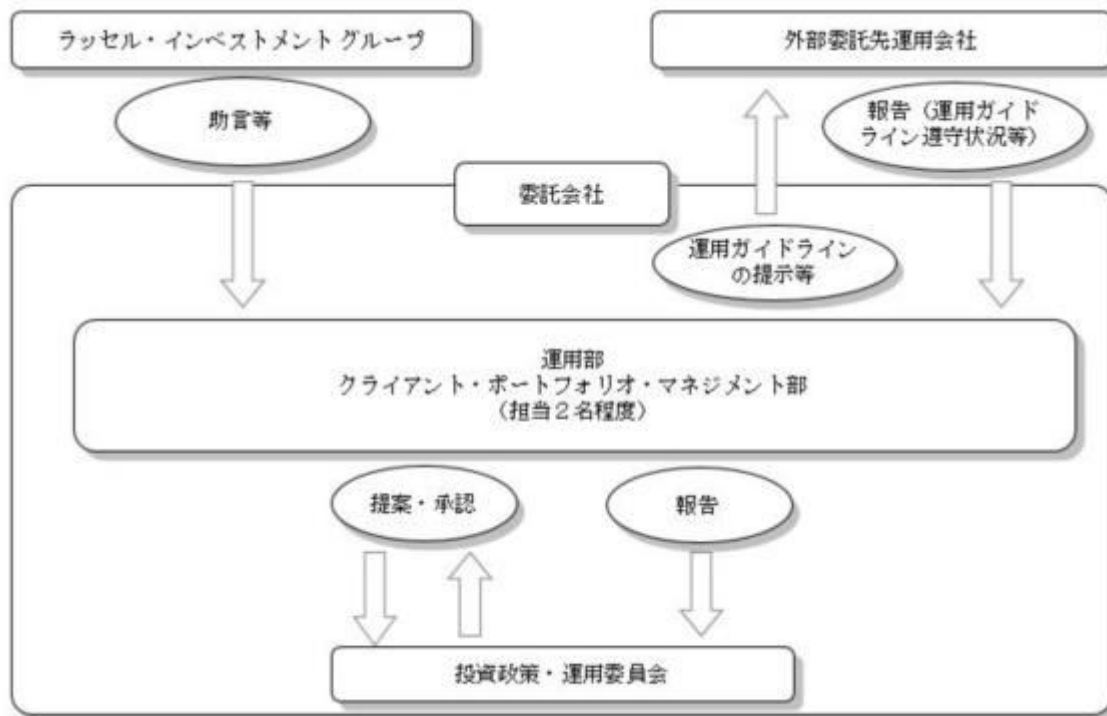 ラッセル・インベストメント グループ
外部委託先運用会社
助言等
報告（運用ガイド
ライン遵守状況等）
委託会社
運用ガイドライン
の提示等
運用部
クライアント・ポートフォリオ・マネジメント部
（担当２名程度）
提案・承認
報告
投資政策・運用委員会